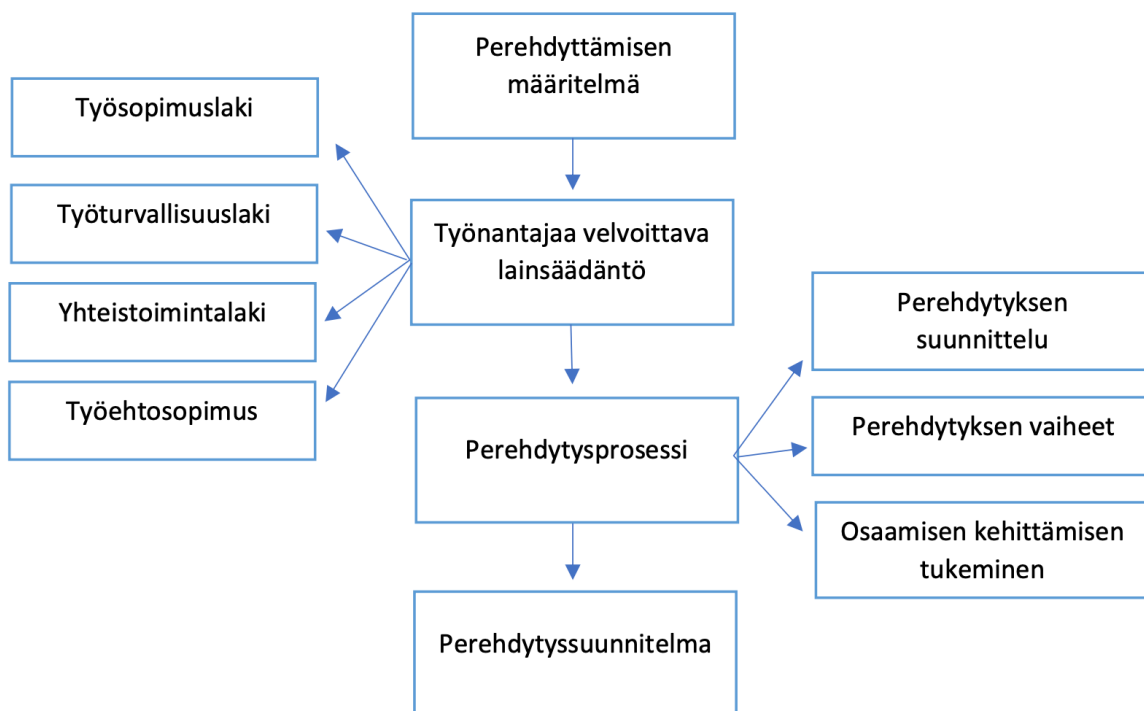 Perehdyttämisen
määritelmä
Työsopimuslaki
Työturvallisuuslaki
Yhteistoimintalaki
Työehtosopimus
Työnantajaa velvoittava
lainsäädäntö
Perehdytysprosessi
Perehdytyksen
suunnittelu
Perehdytyksen vaiheet
Osaamisen kehittämisen
tukeminen
Perehdytyssuunnitelma